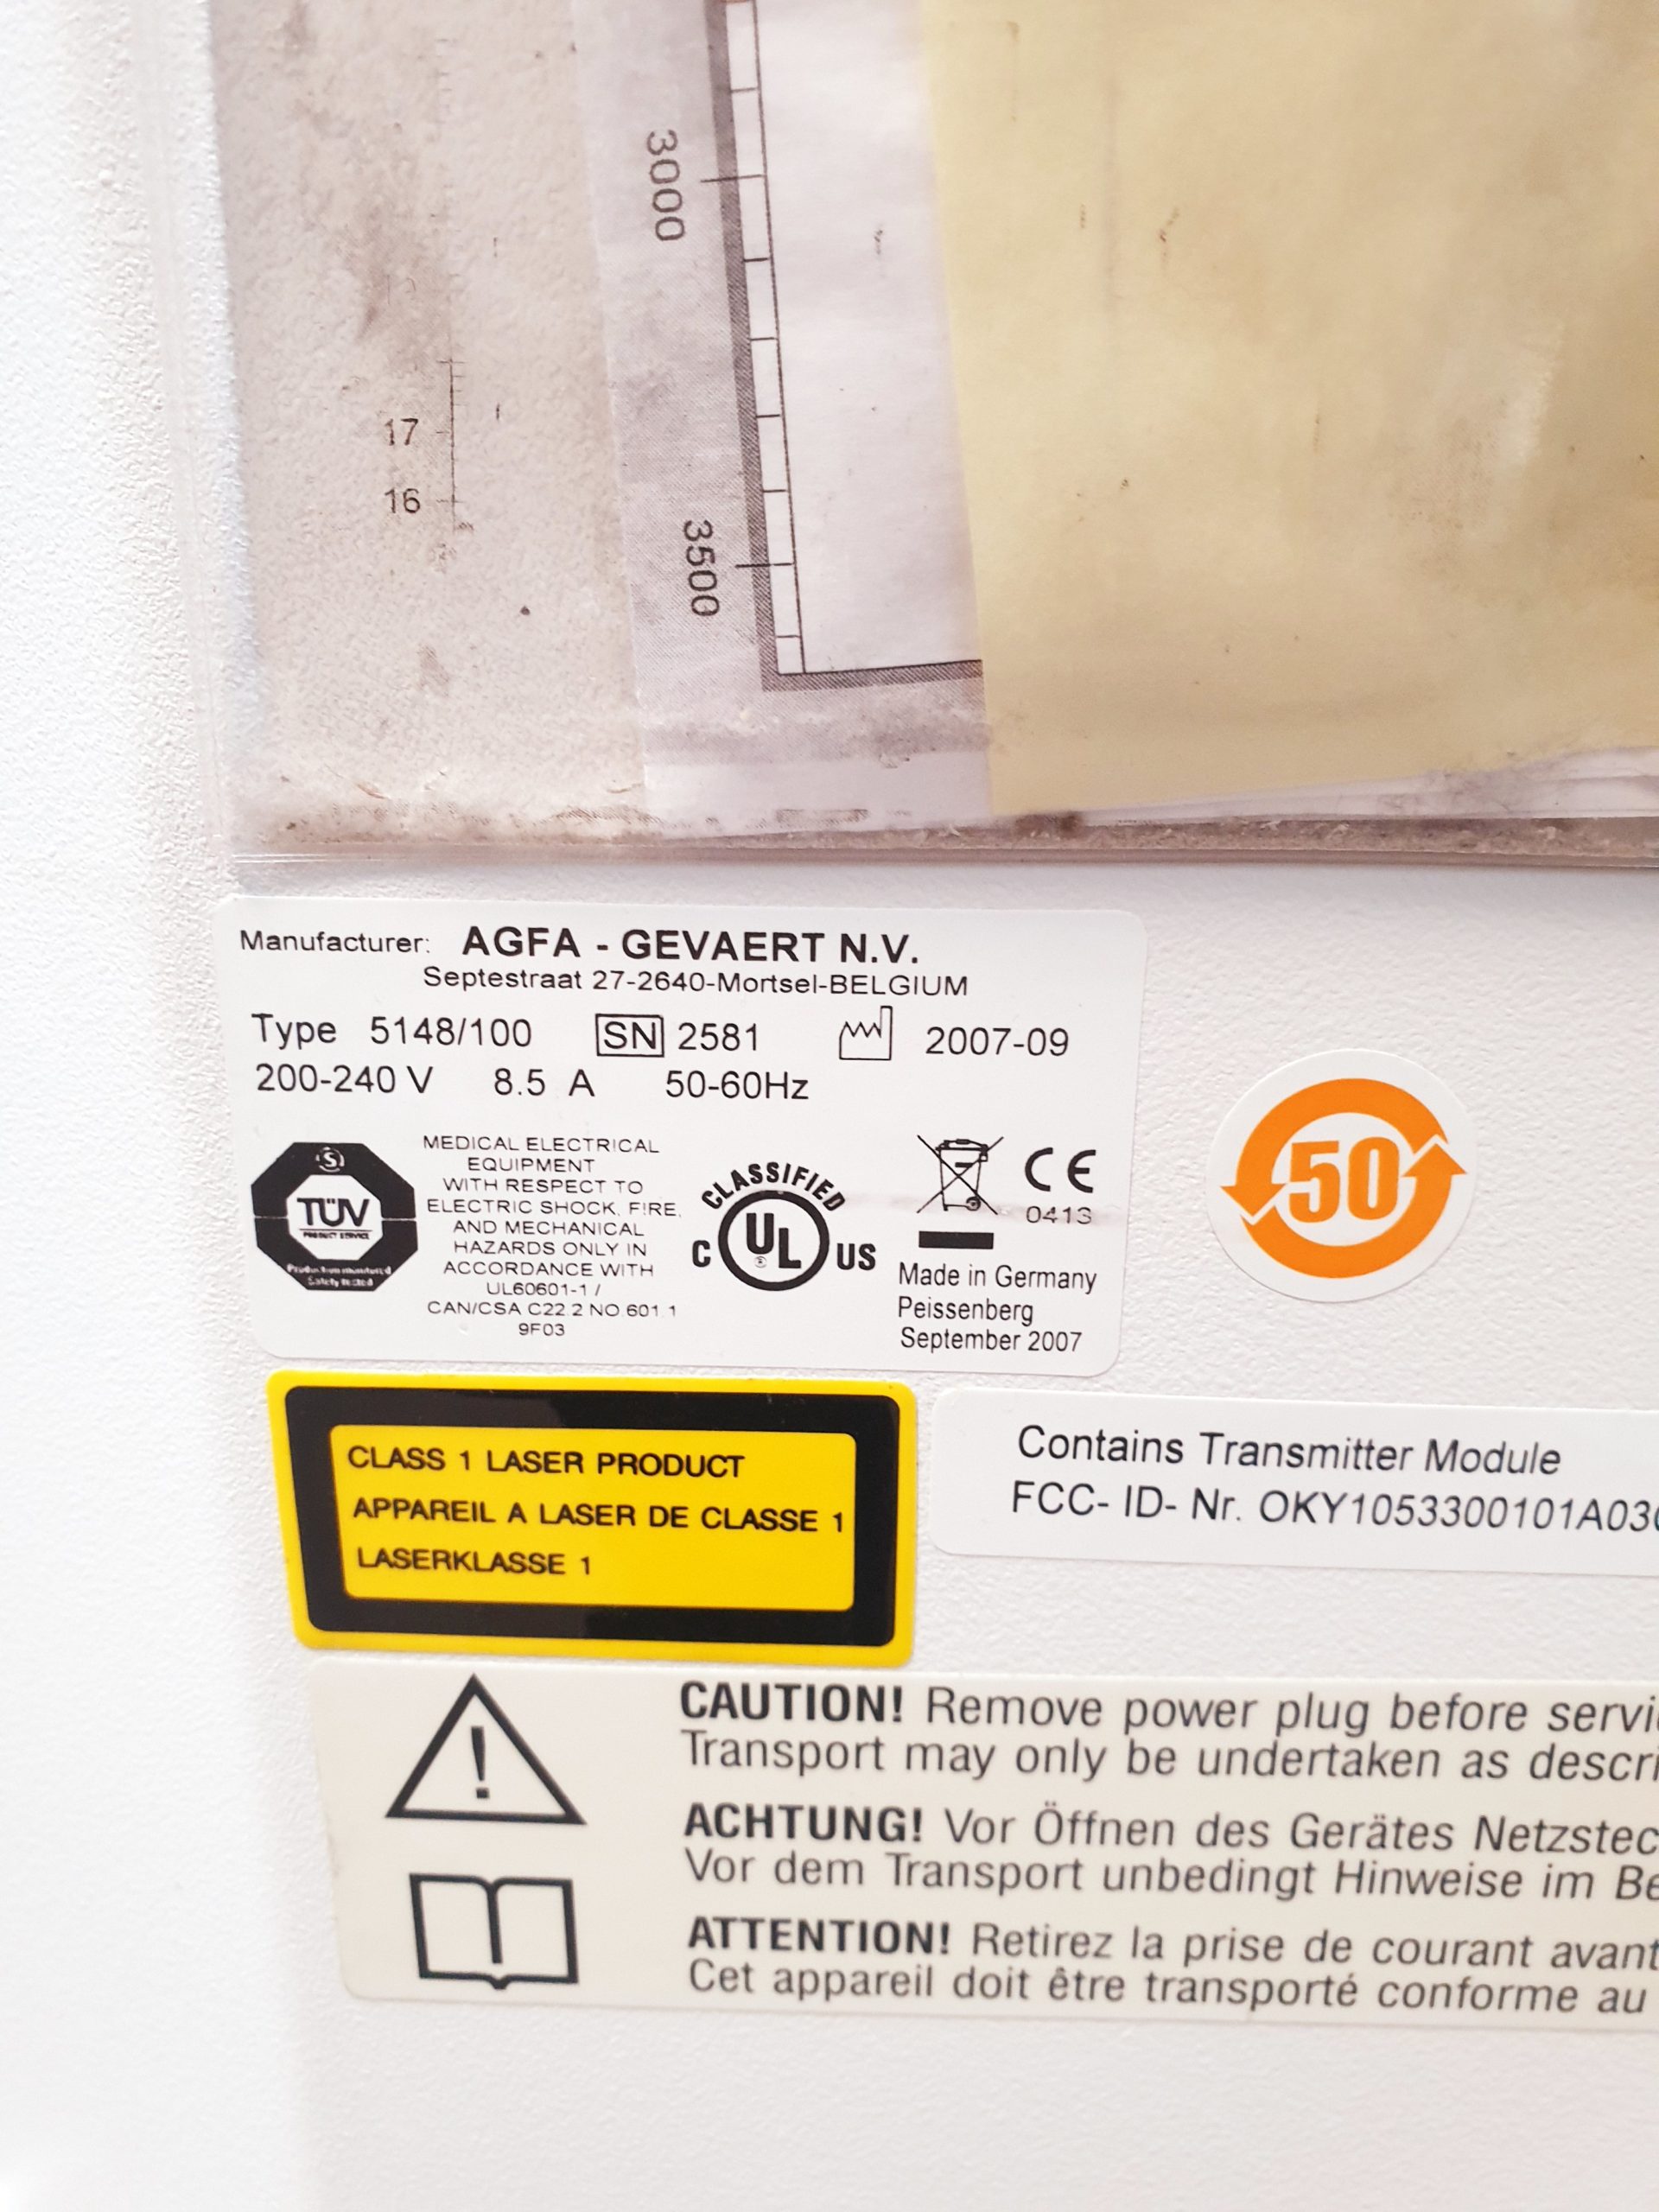 3000
17
16
3500
Manufacturer: AGFA - GEVAERT N.V.
Septestraat 27-2640-Mortsel-BELGIUM
Type 5148/100 SN 2581 2007-09
200-240 V 8.5 A 50-60Hz
S
TÜV
PRODUCT SERVICE
Production monitored
Safety tested
MEDICAL ELECTRICAL
EQUIPMENT
WITH RESPECT TO
ELECTRIC SHOCK, FIRE,
AND MECHANICAL
HAZARDS ONLY IN
ACCORDANCE WITH
UL60601-1 /
CAN/CSA C22.2 NO.601.1
9F03
CLASSIFIED
C UL US
CE
0413
Made in Germany
Peissenberg
September 2007
50
CLASS 1 LASER PRODUCT
APPAREIL A LASER DE CLASSE 1
LASERKLASSE 1
Contains Transmitter Module
FCC- ID- Nr. OKY1053300101A03
CAUTION! Remove power plug before servi
Transport may only be undertaken as descri
ACHTUNG! Vor Öffnen des Gerätes Netzstec
Vor dem Transport unbedingt Hinweise im Be
ATTENTION! Retirez la prise de courant avant
Cet appareil doit être transporté conforme au